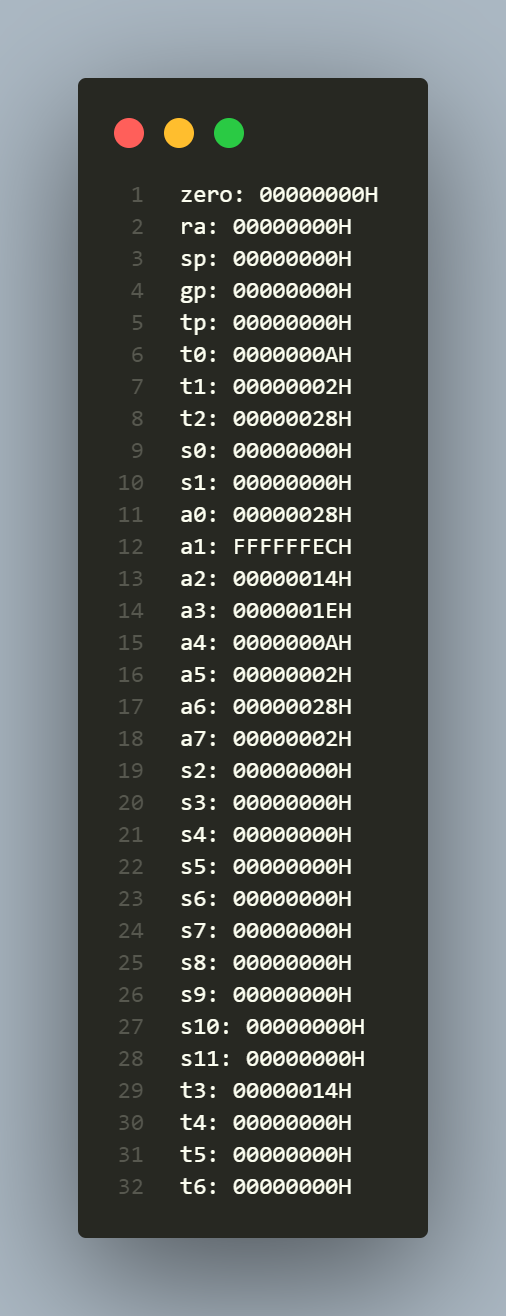 1 zero: 00000000H
2 ra: 00000000H
3 sp: 00000000H
4 gp: 00000000H
5 tp: 00000000H
6 t0: 0000000AH
7 t1: 00000002H
8 t2: 00000028H
9 s0: 00000000H
10 s1: 00000000H
11 a0: 00000028H
12 a1: FFFFFFECH
13 a2: 00000014H
14 a3: 0000001EH
15 a4: 0000000AH
16 a5: 00000002H
17 a6: 00000028H
18 a7: 00000002H
19 s2: 00000000H
20 s3: 00000000H
21 s4: 00000000H
22 s5: 00000000H
23 s6: 00000000H
24 s7: 00000000H
25 s8: 00000000H
26 s9: 00000000H
27 s10: 00000000H
28 s11: 00000000H
29 t3: 00000014H
30 t4: 00000000H
31 t5: 00000000H
32 t6: 00000000H